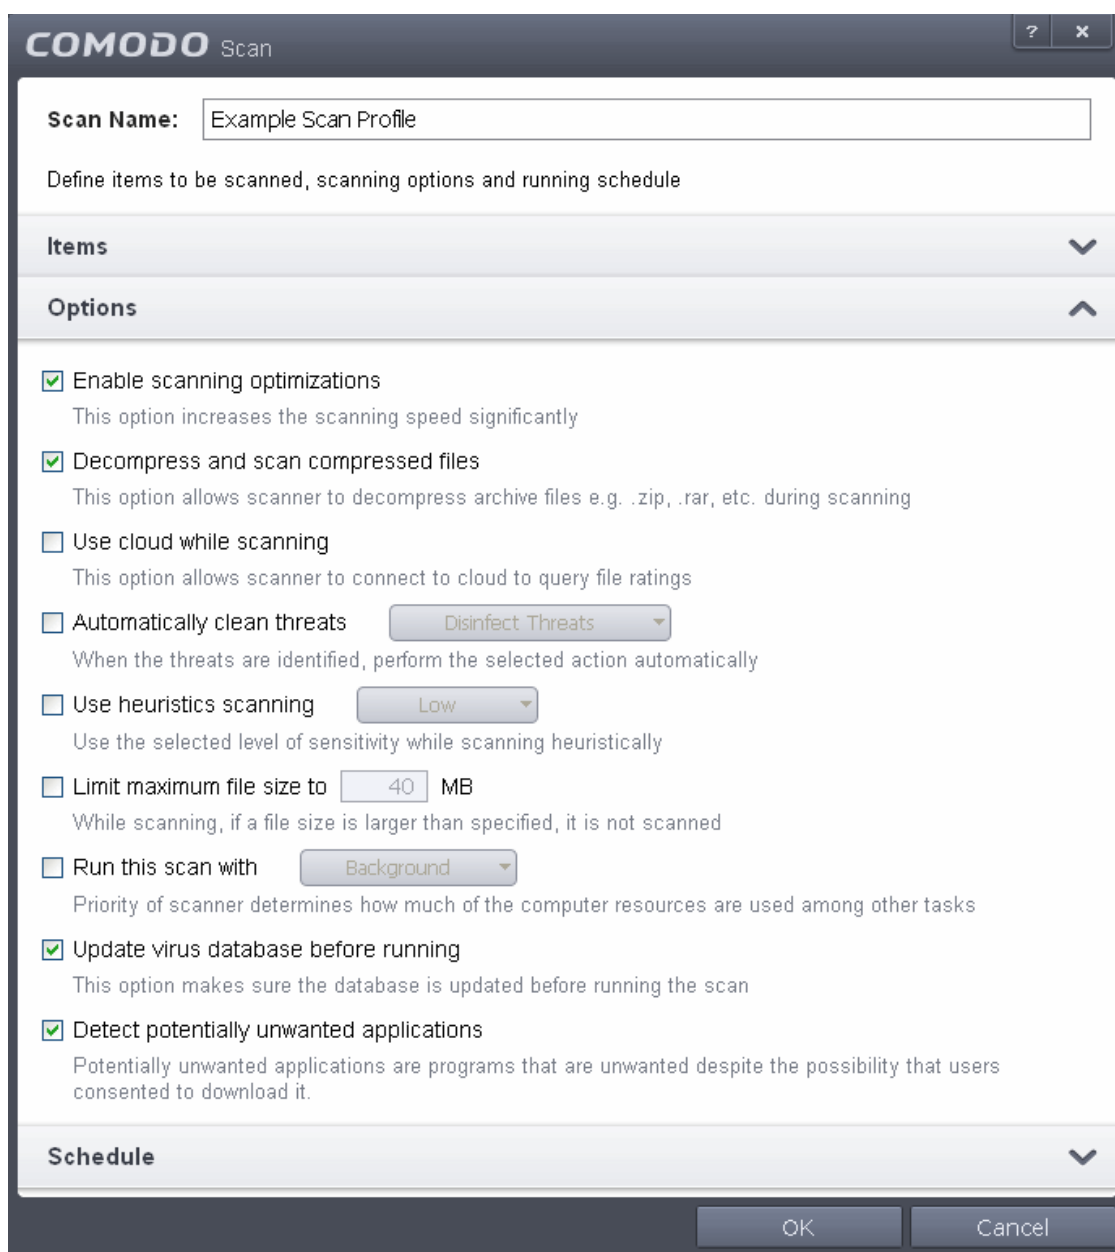 COMODO Scan
? x
Scan Name: Example Scan Profile
Define items to be scanned, scanning options and running schedule
Items
Options
Enable scanning optimizations
This option increases the scanning speed significantly
Decompress and scan compressed files
This option allows scanner to decompress archive files e.g. .zip, .rar, etc. during scanning
Use cloud while scanning
This option allows scanner to connect to cloud to query file ratings
Automatically clean threats Disinfect Threats
When the threats are identified, perform the selected action automatically
Use heuristics scanning Low
Use the selected level of sensitivity while scanning heuristically
Limit maximum file size to 40 MB
While scanning, if a file size is larger than specified, it is not scanned
Run this scan with Background
Priority of scanner determines how much of the computer resources are used among other tasks
Update virus database before running
This option makes sure the database is updated before running the scan
Detect potentially unwanted applications
Potentially unwanted applications are programs that are unwanted despite the possibility that users
consented to download it.
Schedule
OK Cancel